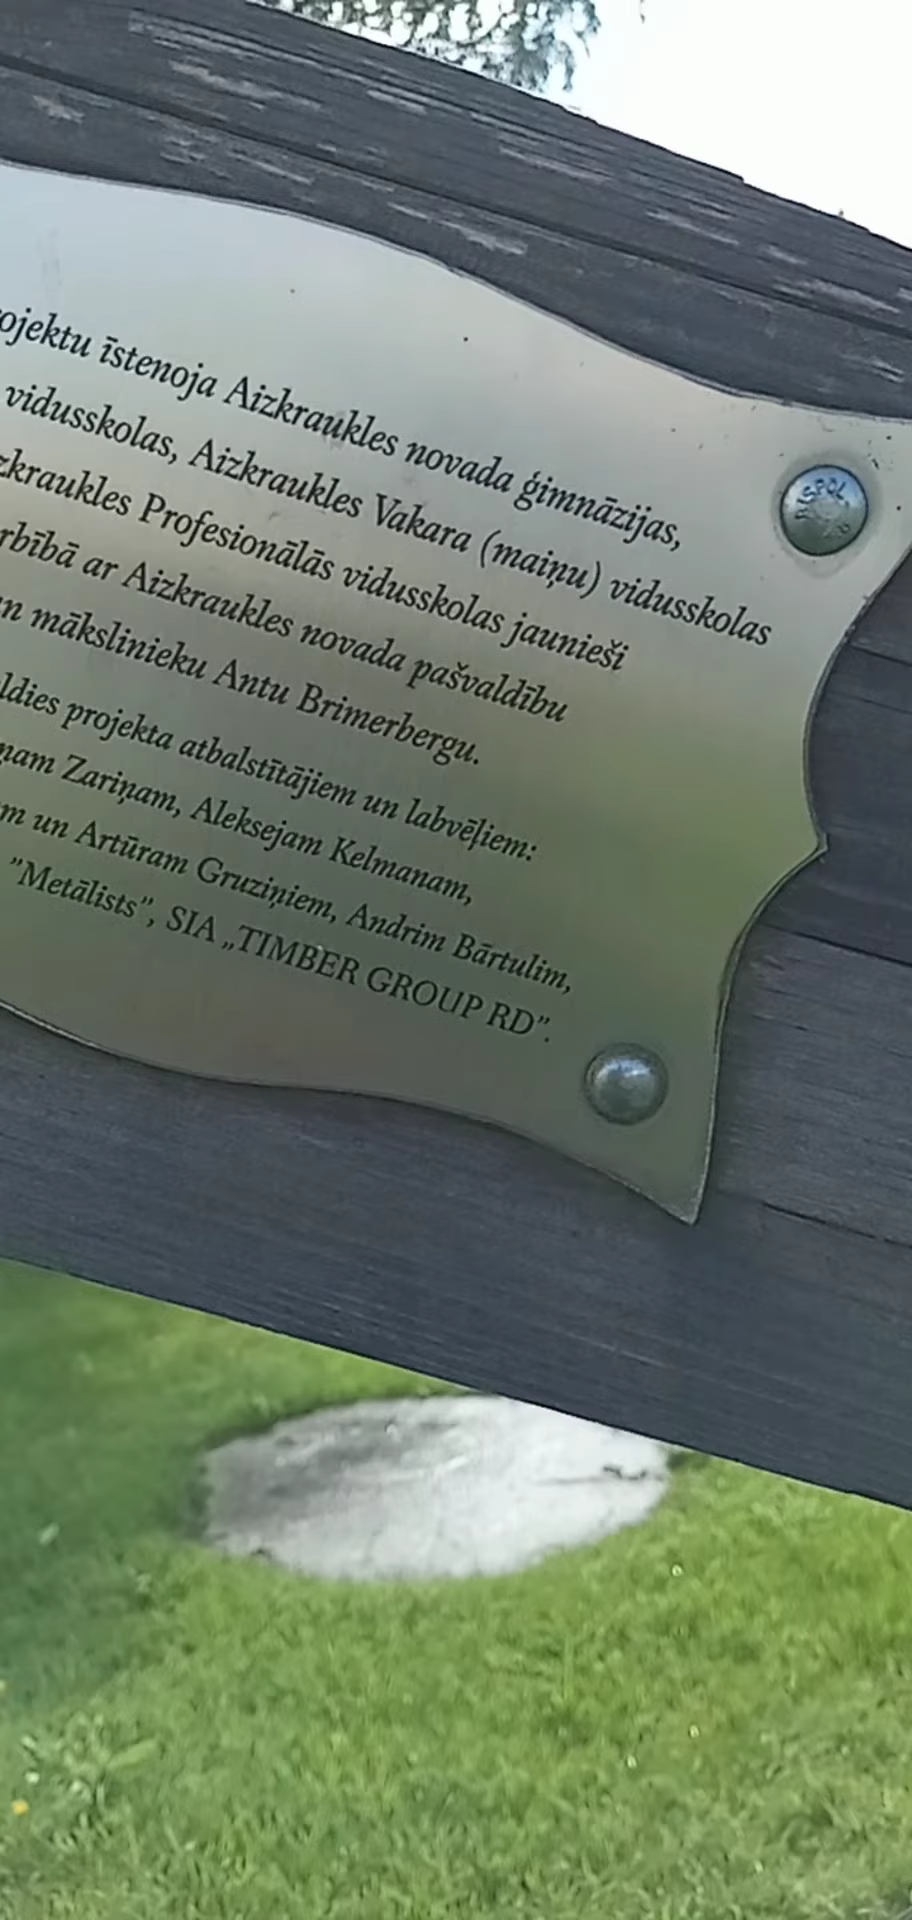 ojektu īstenoja Aizkraukles novada ģimnāzijas,
vidusskolas, Aizkraukles Vakara (maiņu) vidusskolas
zkraukles Profesionālās vidusskolas jaunieši
rbībā ar Aizkraukles novada pašvaldību
un mākslinieku Antu Brimerbergu.
ldies projekta atbalstītājiem un labvēļiem:
ņam Zariņam, Aleksejam Kelmanam,
m un Artūram Gruziņiem, Andrim Bārtulim,
"Metālists", SIA „TIMBER GROUP RD".